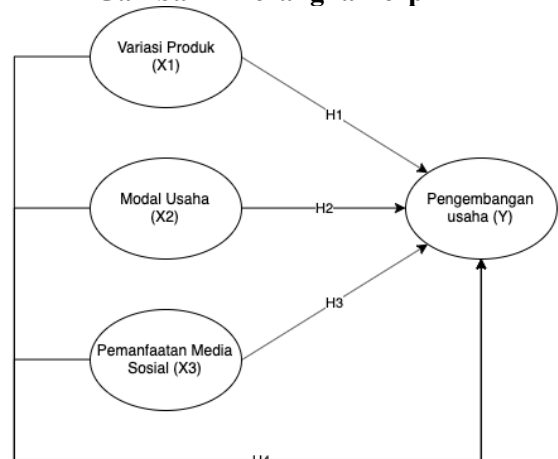 Variasi Produk
(X1)
H1
Modal Usaha
(X2)
H2
Pengembangan
usaha (Y)
H3
Pemanfaatan Media
Sosial (X3)